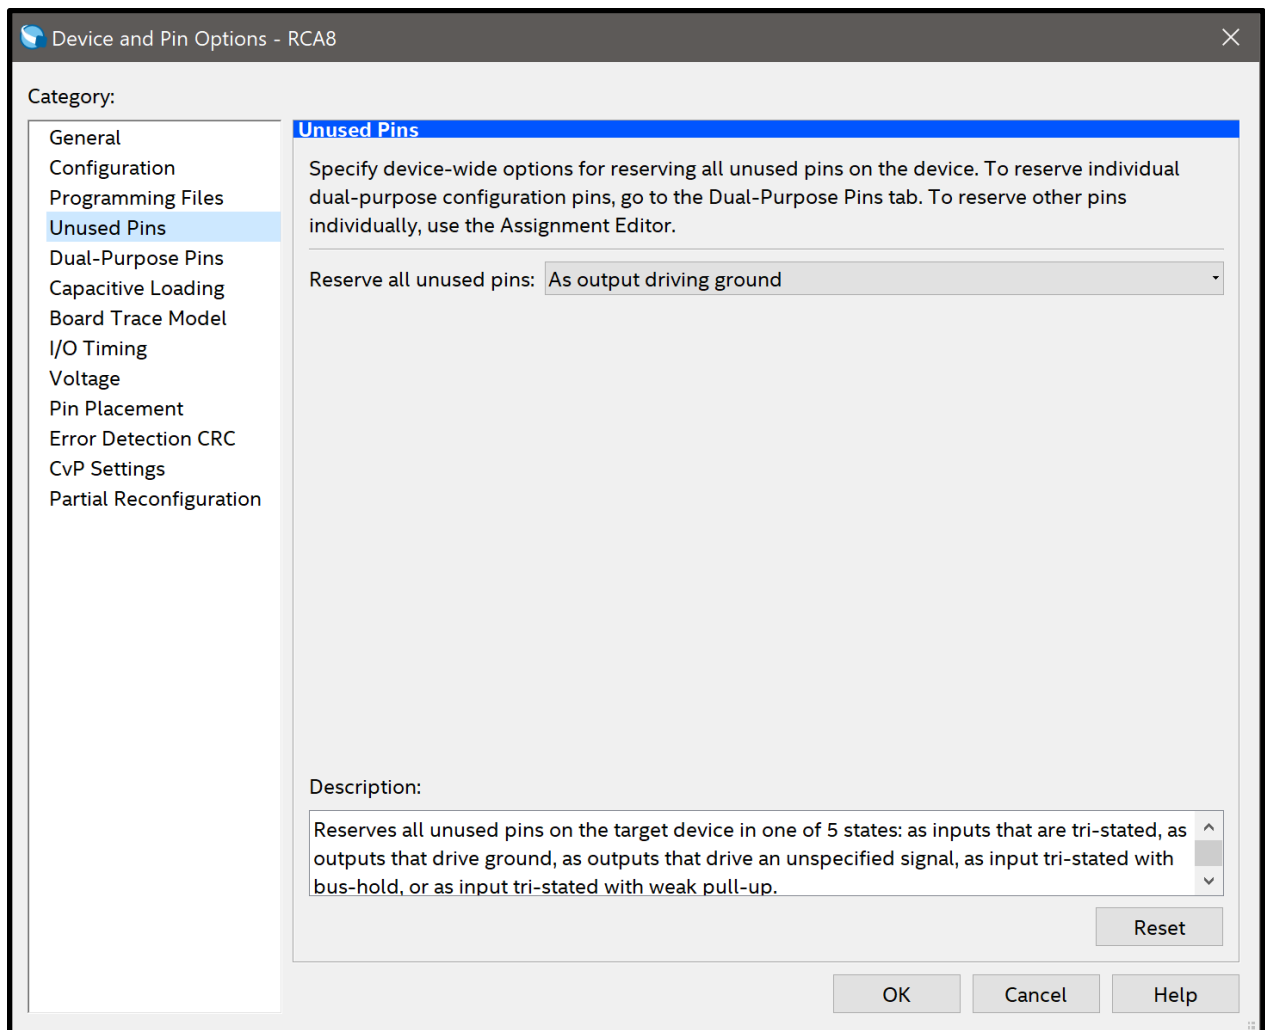 Device and Pin Options - RCA8
Category:
General
Configuration
Programming Files
Unused Pins
Dual-Purpose Pins
Capacitive Loading
Board Trace Model
I/O Timing
Voltage
Pin Placement
Error Detection CRC
CvP Settings
Partial Reconfiguration
Unused Pins
Specify device-wide options for reserving all unused pins on the device. To reserve individual
dual-purpose configuration pins, go to the Dual-Purpose Pins tab. To reserve other pins
individually, use the Assignment Editor.
Reserve all unused pins: As output driving ground
Description:
Reserves all unused pins on the target device in one of 5 states: as inputs that are tri-stated, as
outputs that drive ground, as outputs that drive an unspecified signal, as input tri-stated with
bus-hold, or as input tri-stated with weak pull-up.
Reset
OK Cancel Help